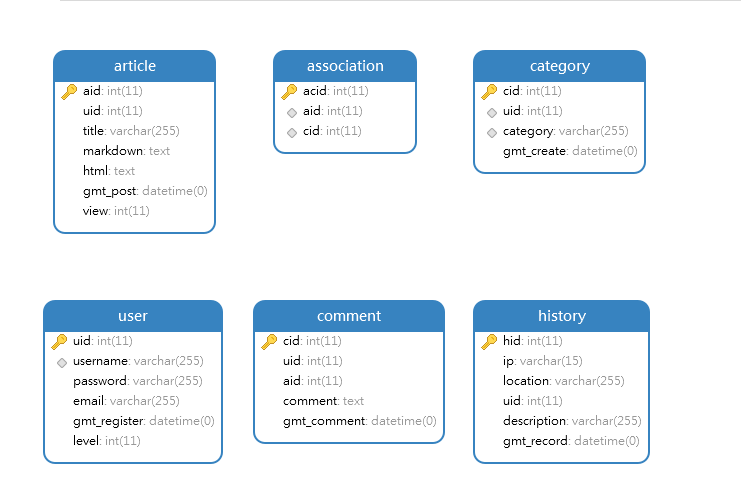 article
aid: int(11)
uid: int(11)
title: varchar(255)
markdown: text
html: text
gmt_post: datetime(0)
view: int(11)
association
acid: int(11)
aid: int(11)
cid: int(11)
category
cid: int(11)
uid: int(11)
category: varchar(255)
gmt_create: datetime(0)
user
uid: int(11)
username: varchar(255)
password: varchar(255)
email: varchar(255)
gmt_register: datetime(0)
level: int(11)
comment
cid: int(11)
uid: int(11)
aid: int(11)
comment: text
gmt_comment: datetime(0)
history
hid: int(11)
ip: varchar(15)
location: varchar(255)
uid: int(11)
description: varchar(255)
gmt_record: datetime(0)